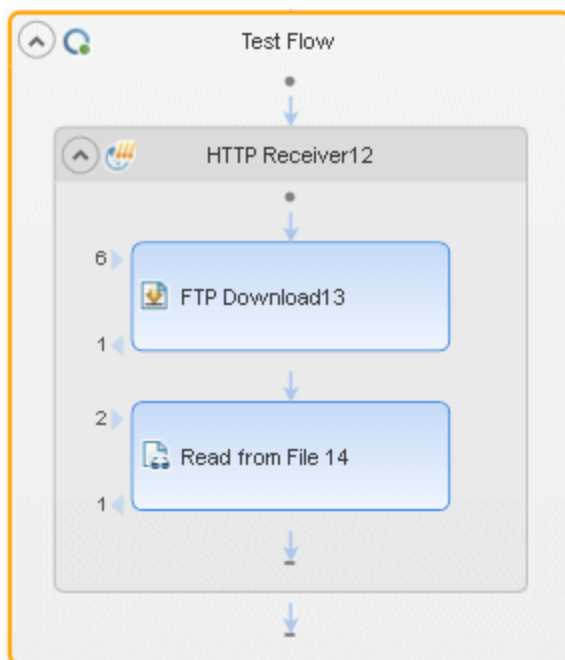 Test Flow
HTTP Receiver12
6
FTP Download13
1
2
Read from File 14
1